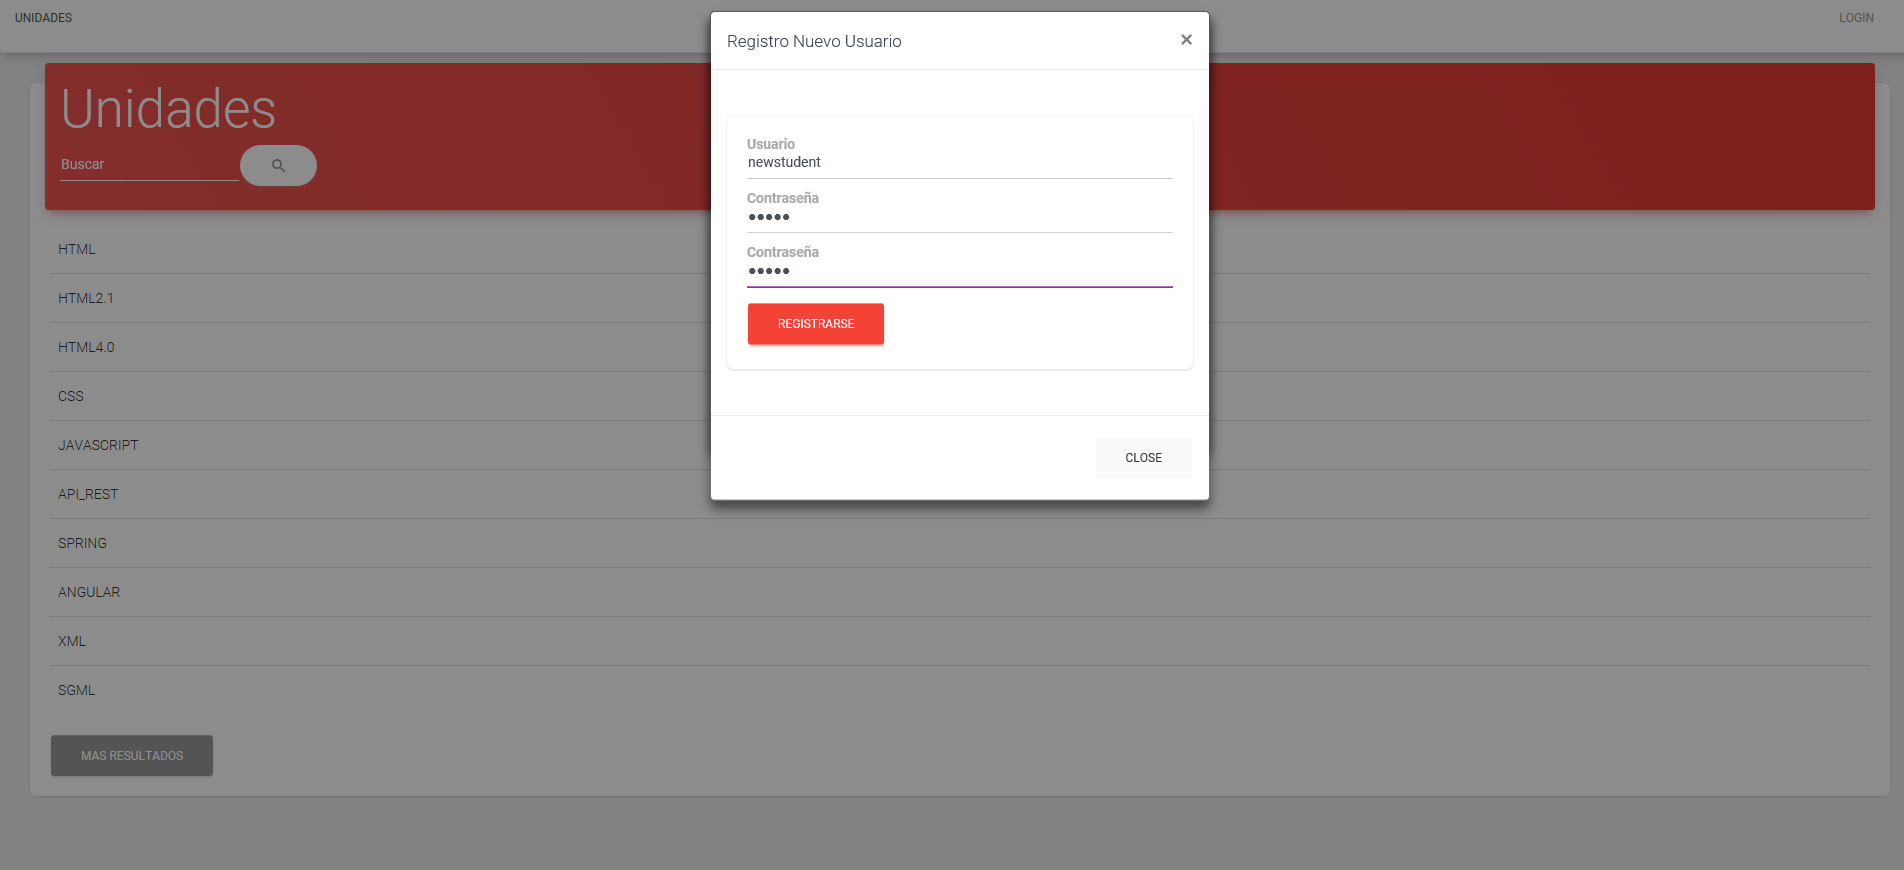 UNIDADES
LOGIN
Registro Nuevo Usuario
×
Unidades
Buscar
Usuario
newstudent
Contraseña
•••••
Contraseña
•••••
REGISTRARSE
CLOSE
HTML
HTML2.1
HTML4.0
CSS
JAVASCRIPT
API_REST
SPRING
ANGULAR
XML
SGML
MAS RESULTADOS